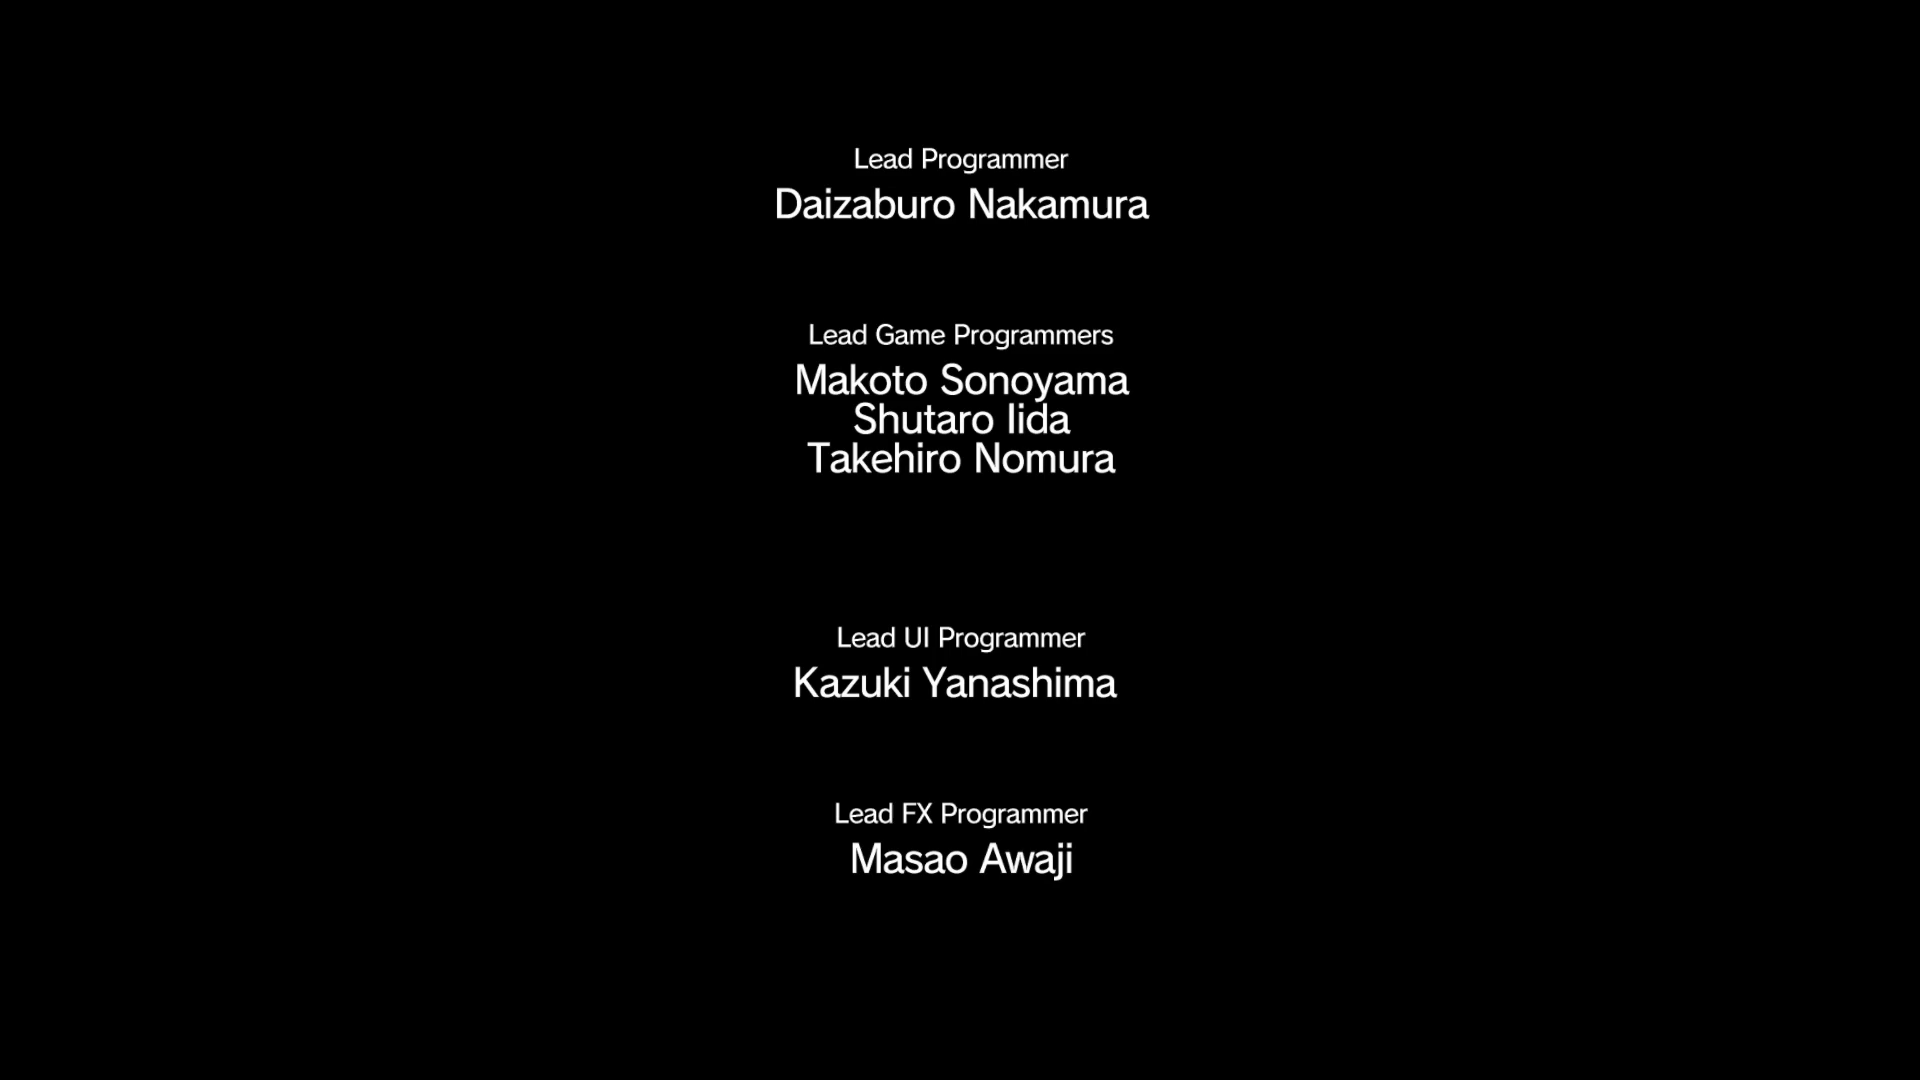 Lead Programmer
Daizaburo Nakamura
Lead Game Programmers
Makoto Sonoyama
Shutaro Iida
Takehiro Nomura
Lead UI Programmer
Kazuki Yanashima
Lead FX Programmer
Masao Awaji